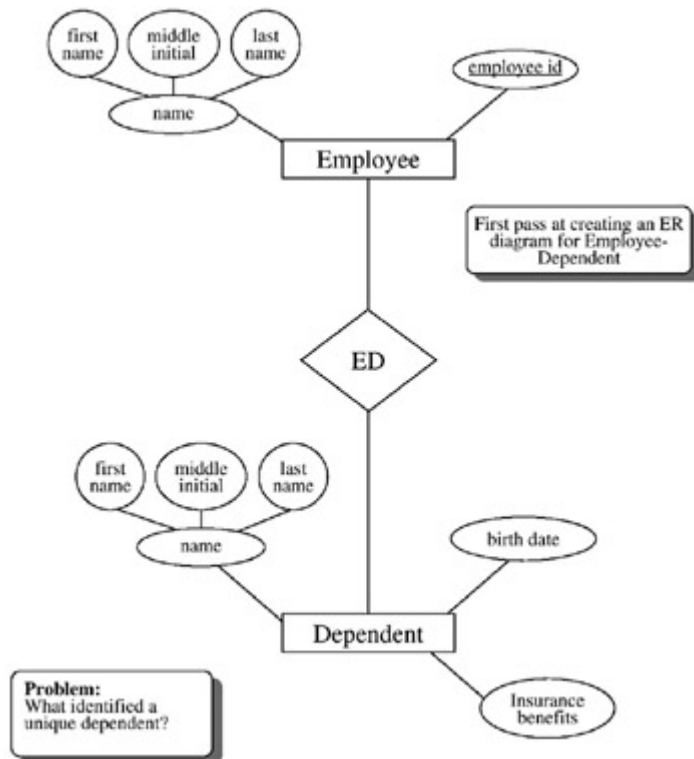 first
name
middle
initial
last
name
name
employee id
Employee
First pass at creating an ER
diagram for Employee-
Dependent
ED
first
name
middle
initial
last
name
name
birth date
Dependent
Insurance
benefits
Problem:
What identified a
unique dependent?